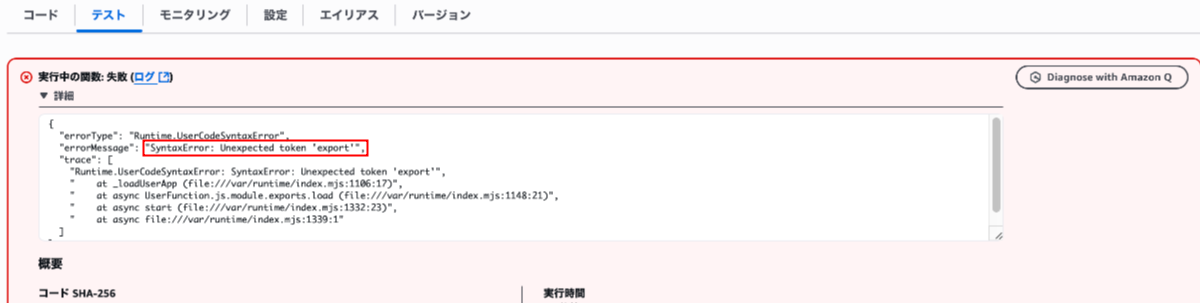 コード テスト モニタリング 設定 エイリアス バージョン
実行中の関数: 失敗 (ログ)
Diagnose with Amazon Q
▼ 詳細
{
"errorType": "Runtime.UserCodeSyntaxError",
"errorMessage": "SyntaxError: Unexpected token 'export'",
"trace": [
"Runtime.UserCodeSyntaxError: SyntaxError: Unexpected token 'export'",
"    at _loadUserApp (file:///var/runtime/index.mjs:1106:17)",
"    at async UserFunction.js.module.exports.load (file:///var/runtime/index.mjs:1148:21)",
"    at async start (file:///var/runtime/index.mjs:1332:23)",
"    at async file:///var/runtime/index.mjs:1339:1"
]
概要
コード SHA-256
実行時間